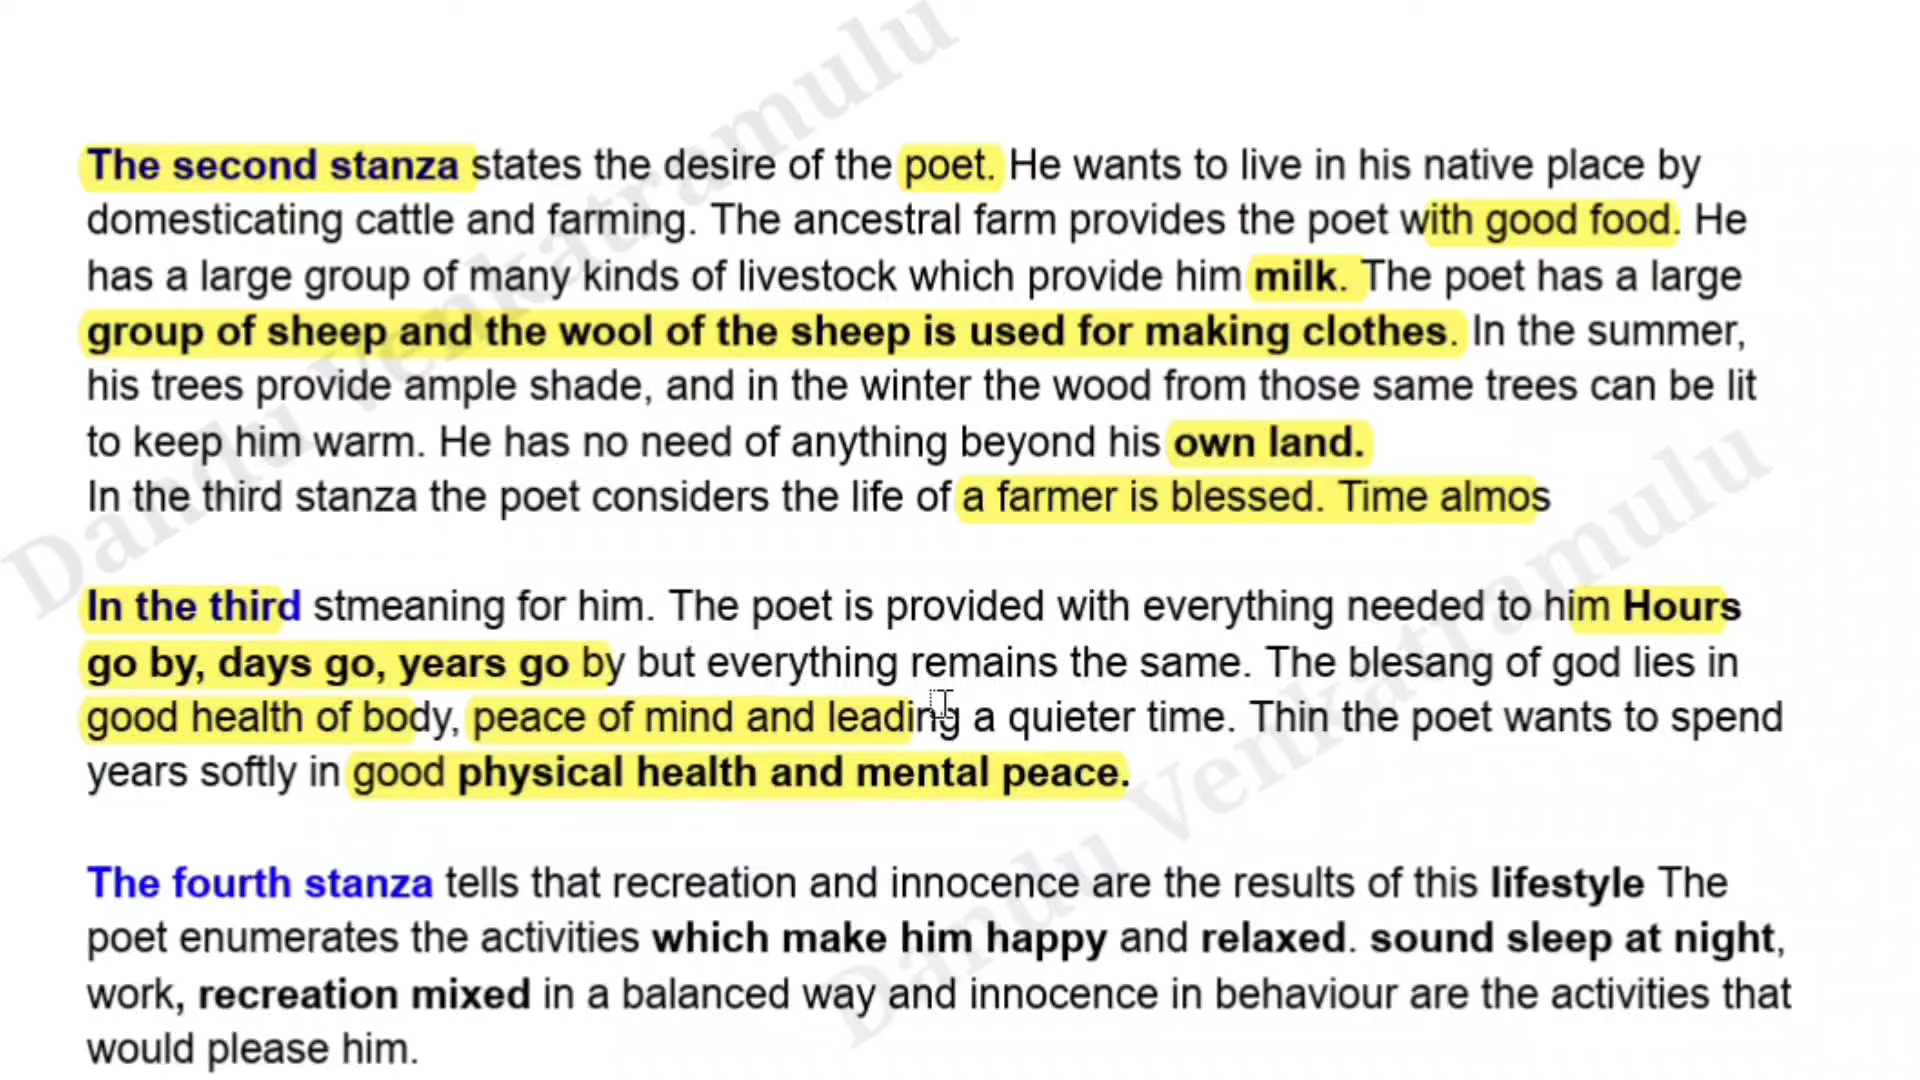 The second stanza states the desire of the poet. He wants to live in his native place by
domesticating cattle and farming. The ancestral farm provides the poet with good food. He
has a large group of many kinds of livestock which provide him milk. The poet has a large
group of sheep and the wool of the sheep is used for making clothes. In the summer,
his trees provide ample shade, and in the winter the wood from those same trees can be lit
to keep him warm. He has no need of anything beyond his own land.
In the third stanza the poet considers the life of a farmer is blessed. Time almos
In the third stmeaning for him. The poet is provided with everything needed to him Hours
go by, days go, years go by but everything remains the same. The blesang of god lies in
good health of body, peace of mind and leading a quieter time. Thin the poet wants to spend
years softly in good physical health and mental peace.
The fourth stanza tells that recreation and innocence are the results of this lifestyle The
poet enumerates the activities which make him happy and relaxed. sound sleep at night,
work, recreation mixed in a balanced way and innocence in behaviour are the activities that
would please him.
Dandu Venkatramulu
Dandu Venkatramulu